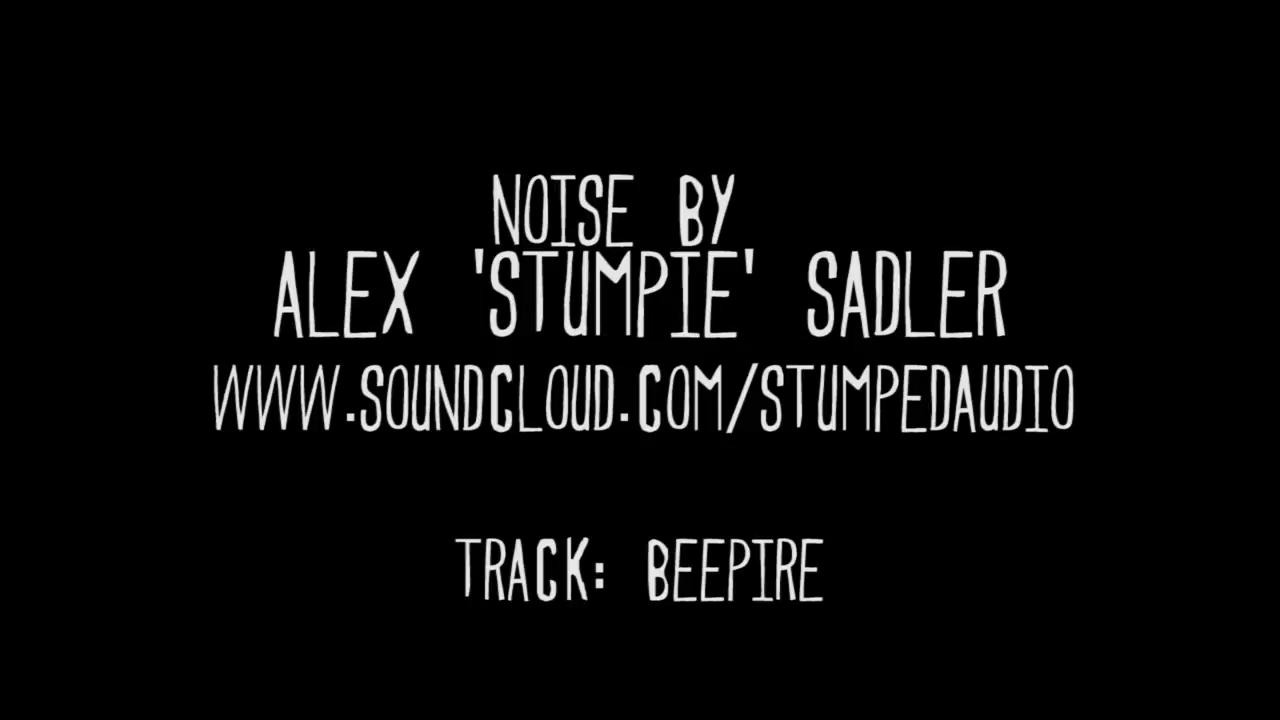 NOISE BY
ALEX 'STUMPIE' SADLER
WWW.SOUNDCLOUD.COM/STUMPEDAUDIO
TRACK: BEEPIRE